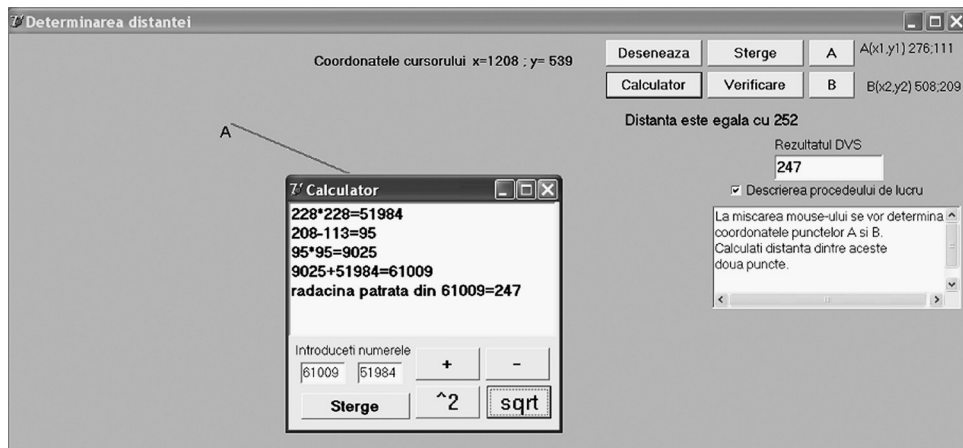 Determinarea distantei
Coordonatele cursorului x=1208 ; y= 539
Deseneaza
Sterge
A
A(x1,y1) 276;111
Calculator
Verificare
B
B(x2,y2) 508;209
Distanta este egala cu 252
A
Rezultatul DVS
247
Descrierea procedeului de lucru
La miscarea mouse-ului se vor determina
coordonatele punctelor A si B.
Calculati distanta dintre aceste
doua puncte.
Calculator
228*228=51984
208-113=95
95*95=9025
9025+51984=61009
radacina patrata din 61009=247
Introduceti numerele
61009
51984
+
-
Sterge
^2
sqrt